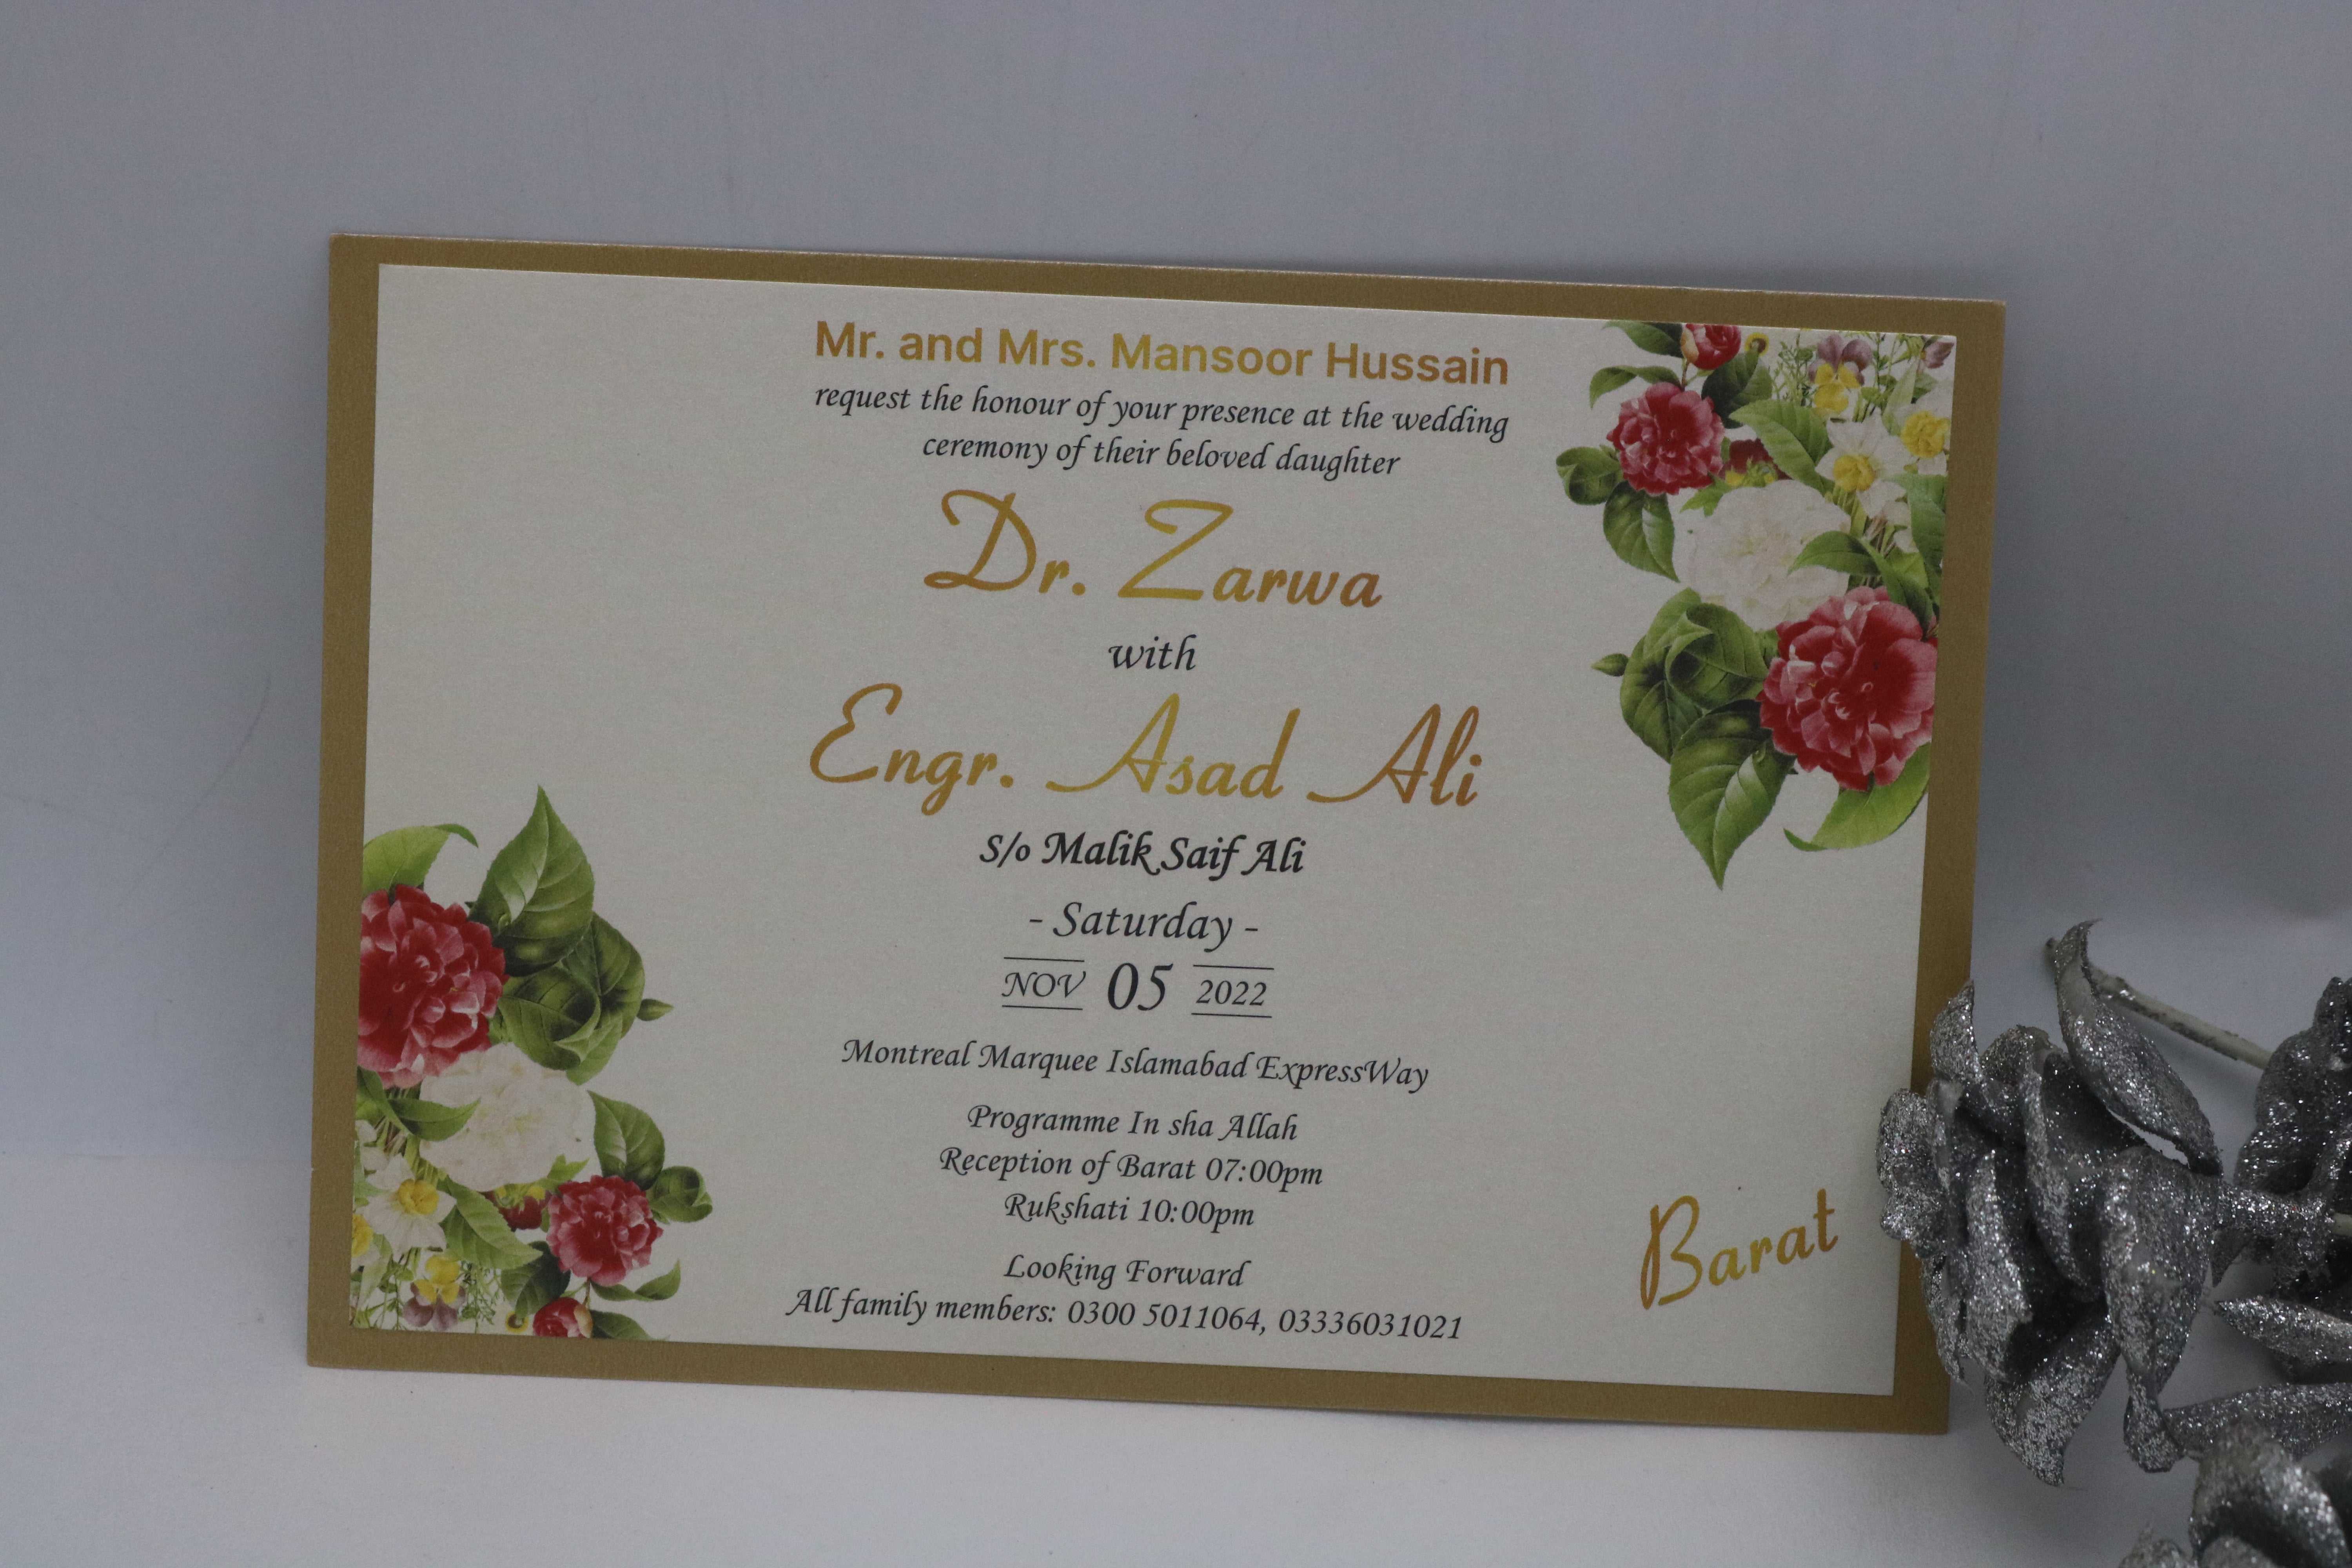 Mr. and Mrs. Mansoor Hussain
request the honour of your presence at the wedding
ceremony of their beloved daughter
Dr. Zarwa
with
Engr. Asad Ali
S/o Malik Saif Ali
- Saturday -
NOV 05 2022
Montreal Marquee Islamabad ExpressWay
Programme In sha Allah
Reception of Barat 07:00pm
Rukshati 10:00pm
Looking Forward
All family members: 0300 5011064, 03336031021
Barat